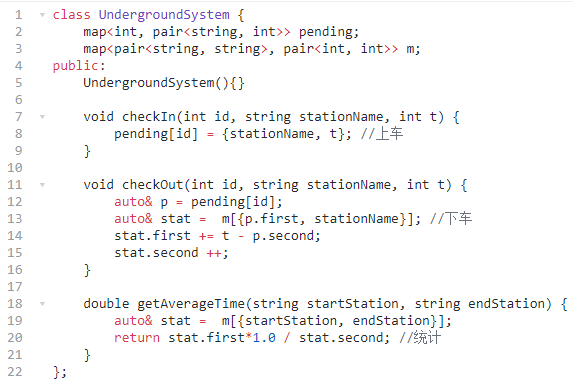 1 class UndergroundSystem {
2 map<int, pair<string, int>> pending;
3 map<pair<string, string>, pair<int, int>> m;
4 public:
5 UndergroundSystem(){}
6
7 void checkIn(int id, string stationName, int t) {
8 pending[id] = {stationName, t}; //上车
9 }
10
11 void checkOut(int id, string stationName, int t) {
12 auto& p = pending[id];
13 auto& stat =  m[{p.first, stationName}]; //下车
14 stat.first += t - p.second;
15 stat.second ++;
16 }
17
18 double getAverageTime(string startStation, string endStation) {
19 auto& stat =  m[{startStation, endStation}];
20 return stat.first*1.0 / stat.second; //统计
21 }
22 };